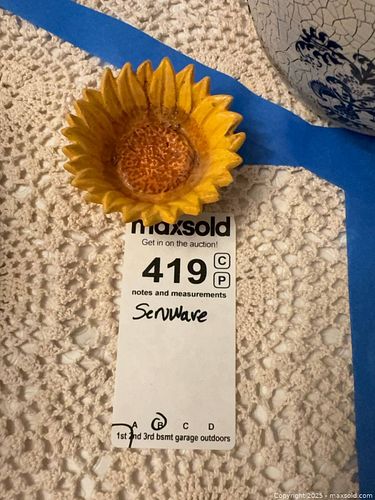 maxsold
Get in on the auction!
419 C
P
notes and measurements
Servware
A B C D
1st 2nd 3rd bsmt garage outdoors
Copyright 2025 - maxsold.com